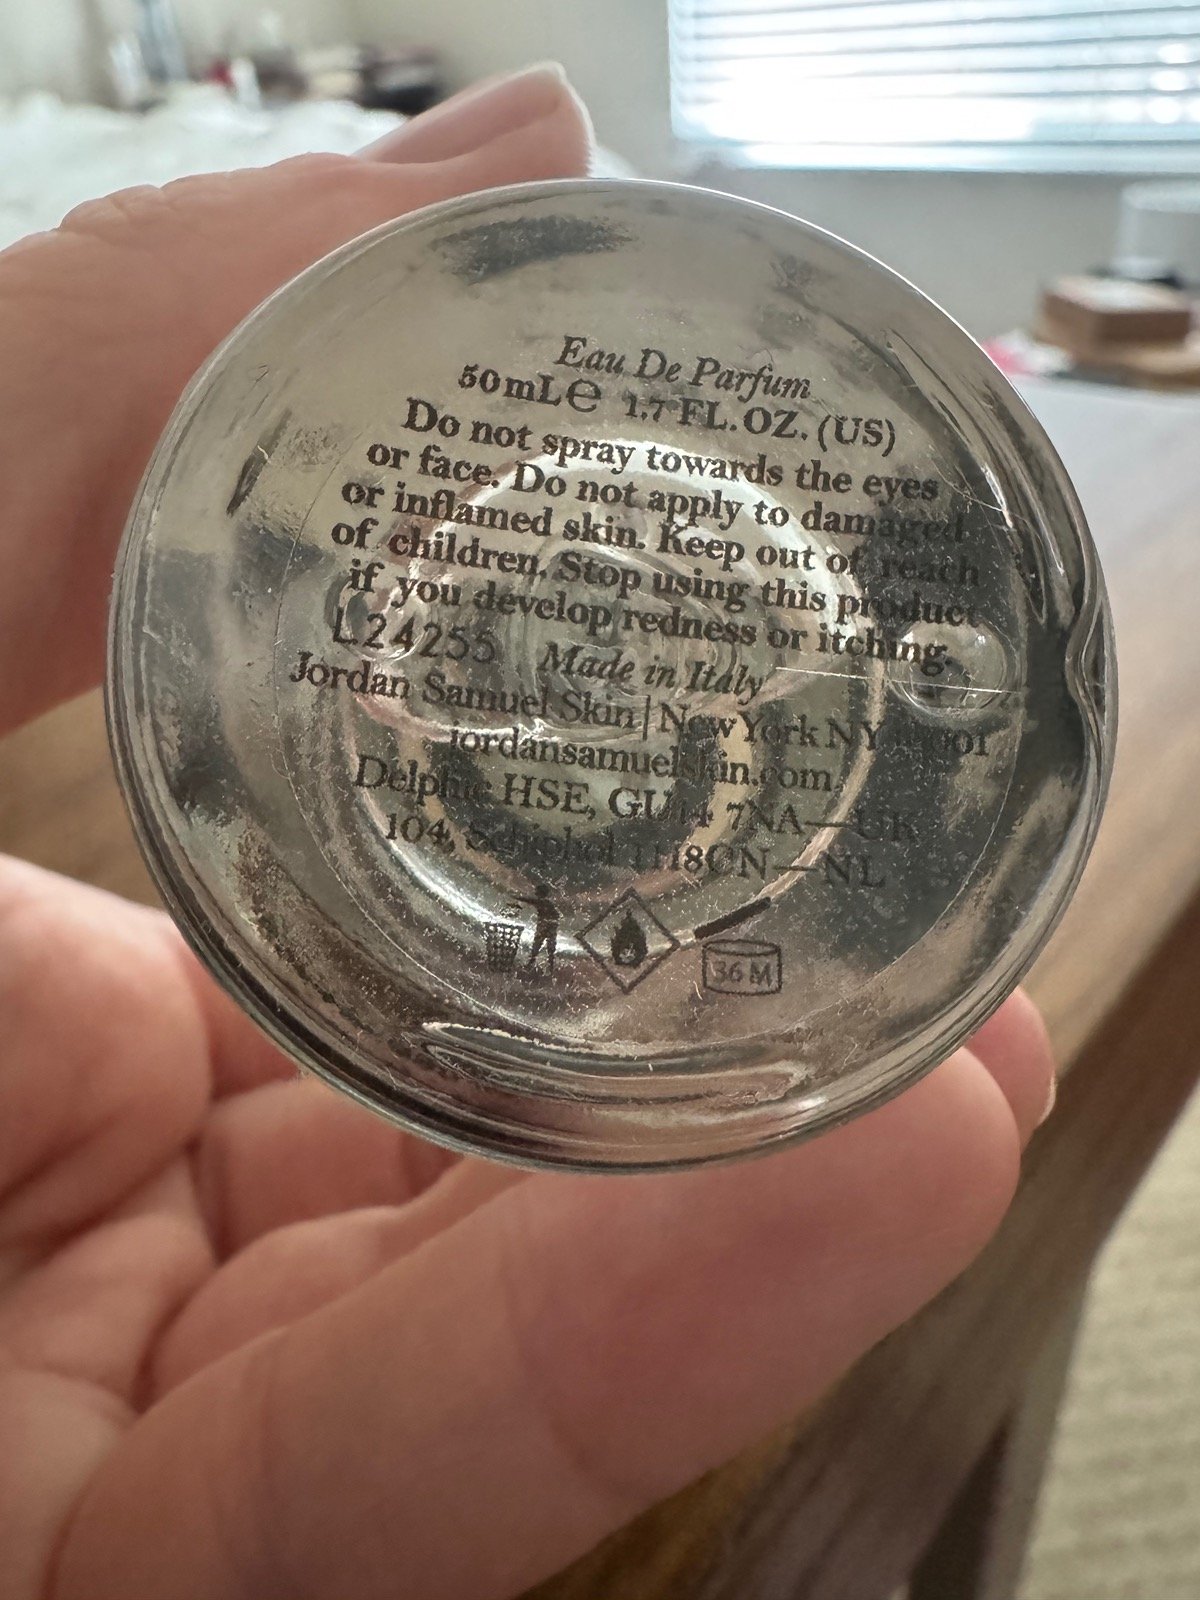 Eau De Parfum
50mL℮ 1.7 FL.OZ. (US)
Do not spray towards the eyes
or face. Do not apply to damaged
or inflamed skin. Keep out of reach
of children. Stop using this product
if you develop redness or itching.
L24255 Made in Italy
Jordan Samuel Skin | New York NY
jordansamuelskin.com
HSE, GU14 7NA—UK
104, Schiphol —NL
36 M